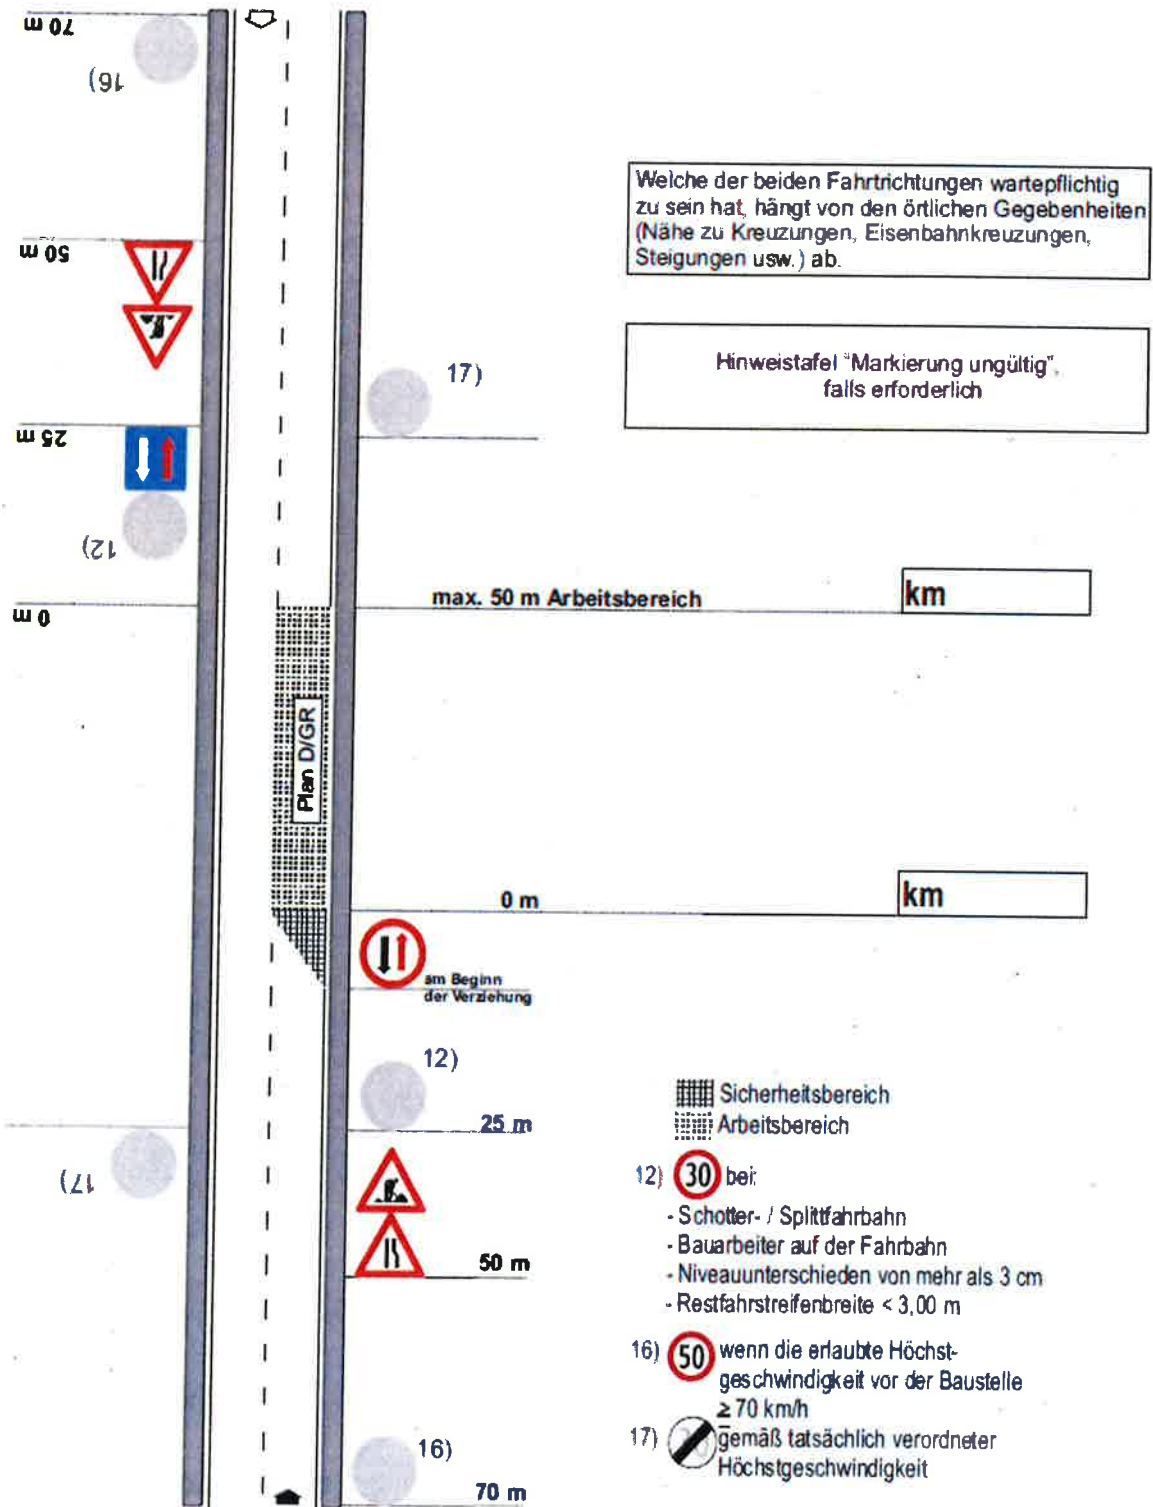 70 m
16)
Welche der beiden Fahrtrichtungen wartepflichtig
zu sein hat, hängt von den örtlichen Gegebenheiten
(Nähe zu Kreuzungen, Eisenbahnkreuzungen,
Steigungen usw.) ab.
50 m
Hinweistafel "Markierung ungültig",
falls erforderlich
17)
25 m
12)
0 m
max. 50 m Arbeitsbereich
km
Plan D/GR
0 m
km
am Beginn
der Verziehung
12)
25 m
17)
50 m
Sicherheitsbereich
Arbeitsbereich
12) 30 bei:
- Schotter- / Splittfahrbahn
- Bauarbeiter auf der Fahrbahn
- Niveauunterschieden von mehr als 3 cm
- Restfahrstreifenbreite < 3,00 m
16) 50 wenn die erlaubte Höchst-
geschwindigkeit vor der Baustelle
≥ 70 km/h
17) gemäß tatsächlich verordneter
Höchstgeschwindigkeit
16)
70 m